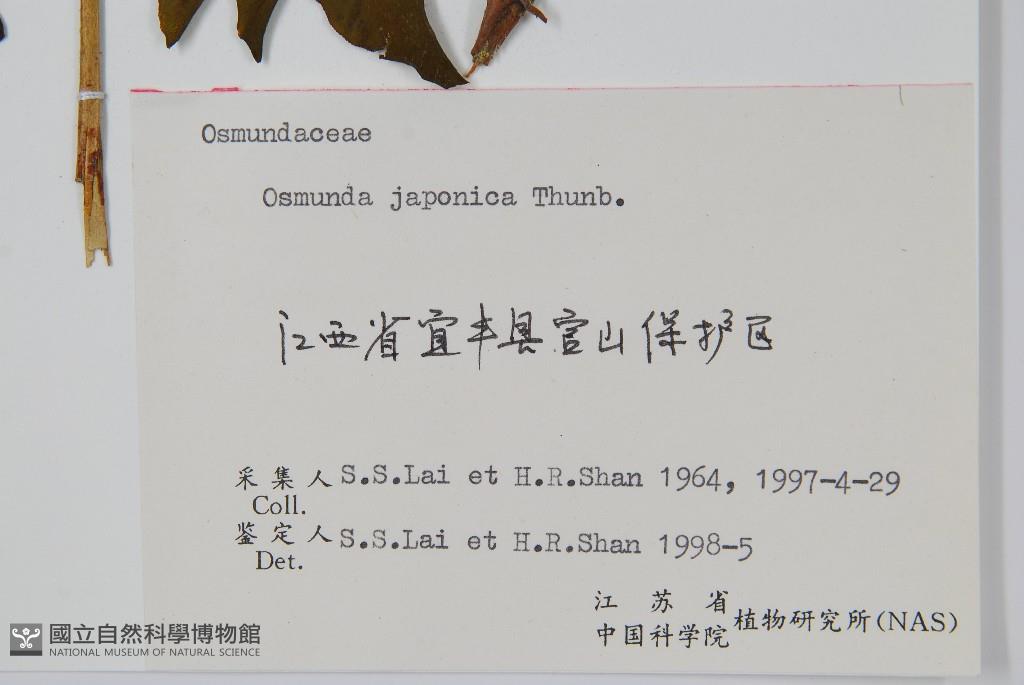 Osmundaceae
Osmunda japonica Thunb.
江西省宜丰县官山保护区
采集人 S.S.Lai et H.R.Shan 1964, 1997-4-29
Coll.
鉴定人 S.S.Lai et H.R.Shan 1998-5
Det.
江苏省
中国科学院 植物研究所(NAS)
國立自然科學博物館
NATIONAL MUSEUM OF NATURAL SCIENCE